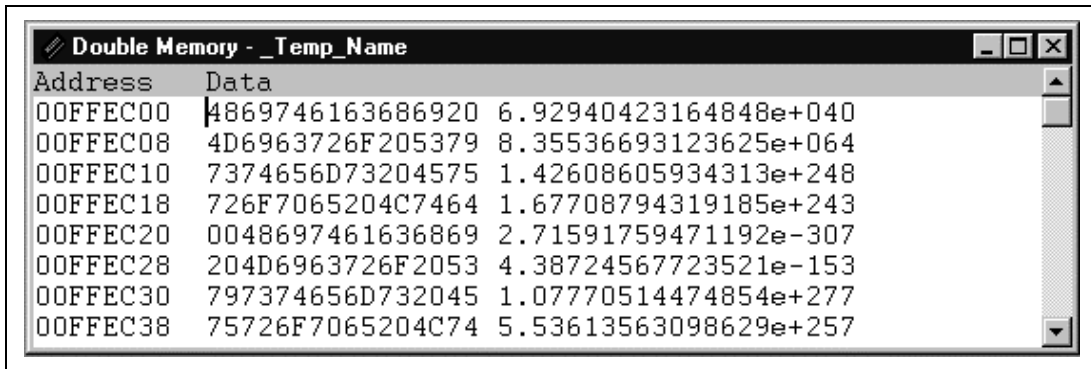 Double Memory - _Temp_Name
Address Data
00FFEC00 4869746163686920 6.92940423164848e+040
00FFEC08 4D6963726F205379 8.35536693123625e+064
00FFEC10 7374656D73204575 1.42608605934313e+248
00FFEC18 726F7065204C7464 1.67708794319185e+243
00FFEC20 0048697461636869 2.71591759471192e-307
00FFEC28 204D6963726F2053 4.38724567723521e-153
00FFEC30 797374656D732045 1.07770514474854e+277
00FFEC38 75726F7065204C74 5.53613563098629e+257